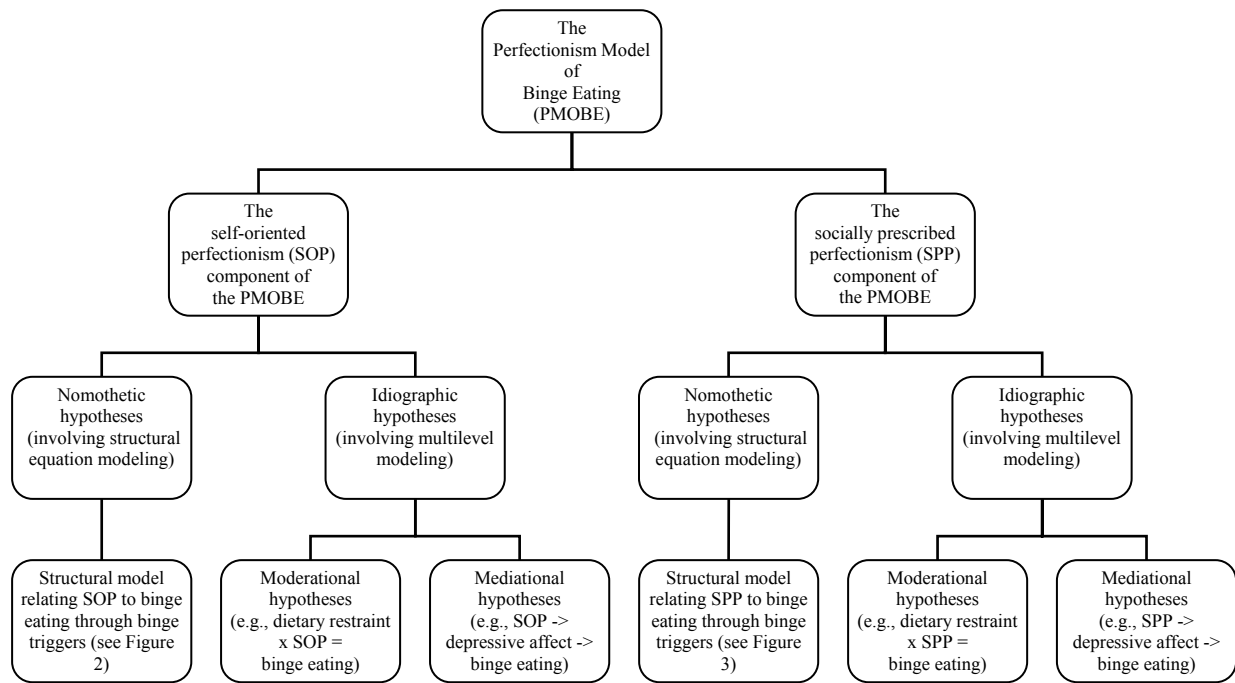 The
Perfectionism Model
of
Binge Eating
(PMOBE)
The
self-oriented
perfectionism (SOP)
component of
the PMOBE
The
socially prescribed
perfectionism (SPP)
component of
the PMOBE
Nomothetic
hypotheses
(involving structural
equation modeling)
Idiographic
hypotheses
(involving multilevel
modeling)
Nomothetic
hypotheses
(involving structural
equation modeling)
Idiographic
hypotheses
(involving multilevel
modeling)
Structural model
relating SOP to binge
eating through binge
triggers (see Figure
2)
Moderational
hypotheses
(e.g., dietary restraint
x SOP =
binge eating)
Mediational
hypotheses
(e.g., SOP ->
depressive affect ->
binge eating)
Structural model
relating SPP to binge
eating through binge
triggers (see Figure
3)
Moderational
hypotheses
(e.g., dietary restraint
x SPP =
binge eating)
Mediational
hypotheses
(e.g., SPP ->
depressive affect ->
binge eating)